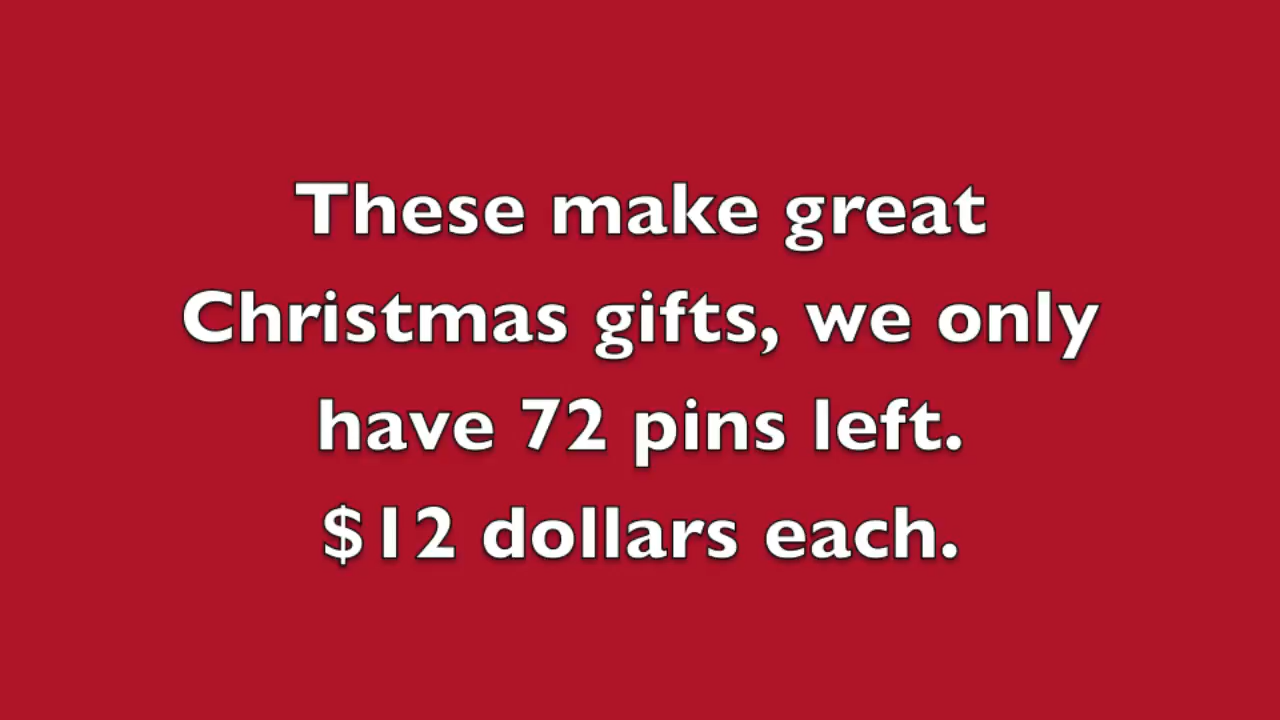 These make great
Christmas gifts, we only
have 72 pins left.
$12 dollars each.